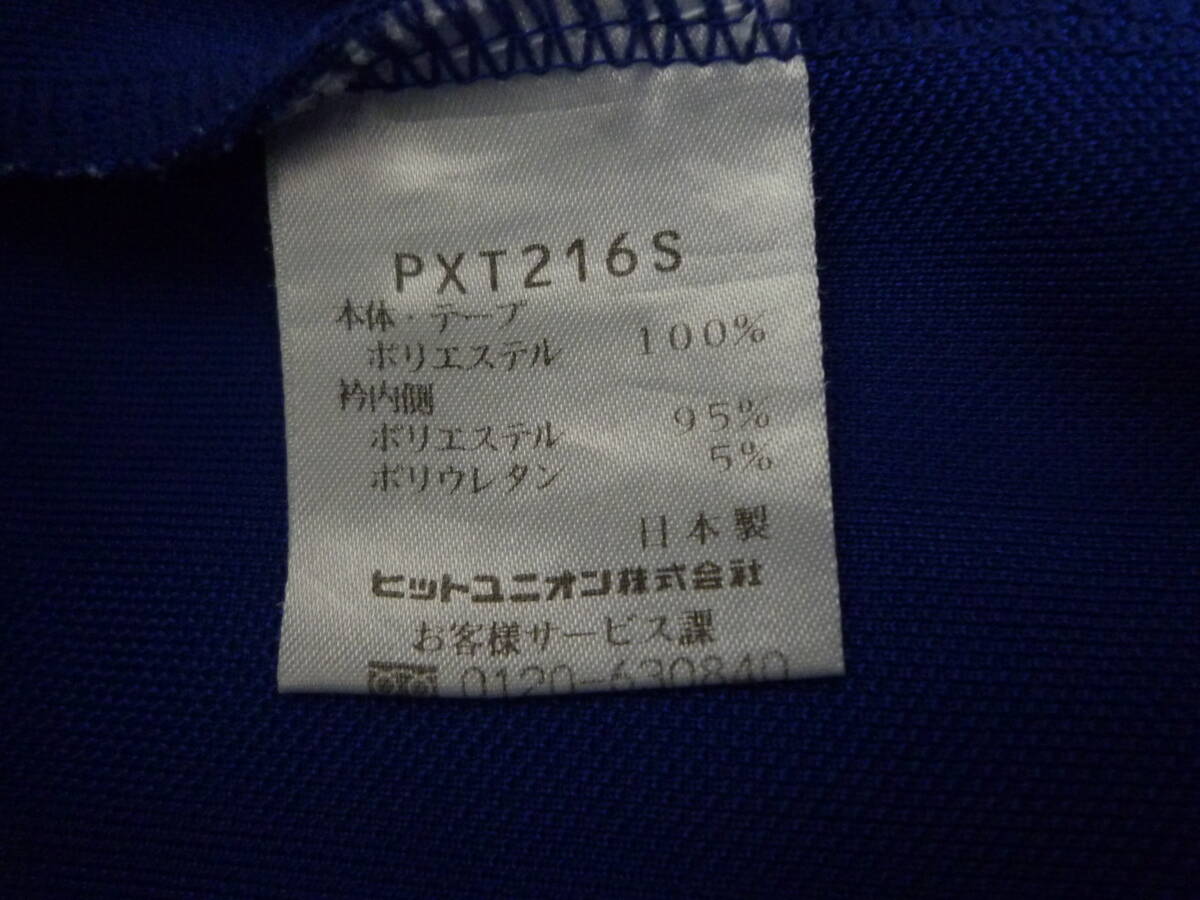 PXT216S
本体・テープ
ポリエステル 100%
衿内側
ポリエステル 95%
ポリウレタン 5%
日本製
ヒットユニオン株式会社
お客様サービス課
0120-630840